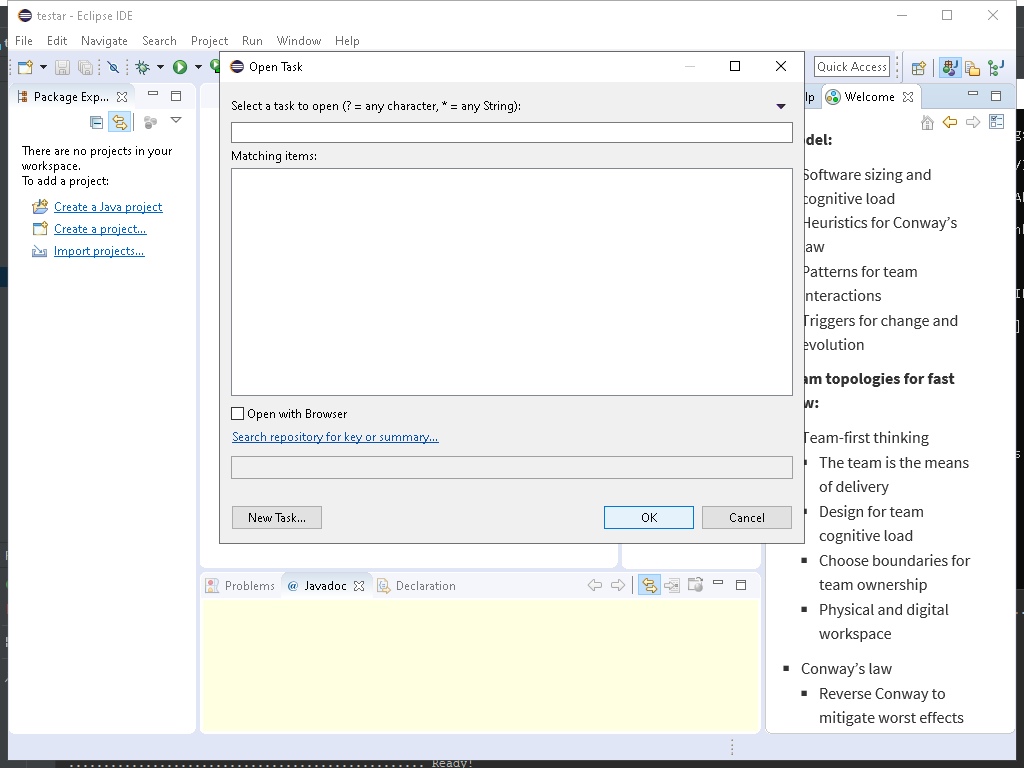 testar - Eclipse IDE
File Edit Navigate Search Project Run Window Help
Quick Access
Package Exp...
There are no projects in your
workspace.
To add a project:
Create a Java project
Create a project...
Import projects...
Open Task
Select a task to open (? = any character, * = any String):
Matching items:
Open with Browser
Search repository for key or summary...
New Task...
OK
Cancel
Welcome
Software sizing and
cognitive load
Heuristics for Conway's
Patterns for team
interactions
Triggers for change and
evolution
topologies for fast
Team-first thinking
▪ The team is the means
of delivery
▪ Design for team
cognitive load
▪ Choose boundaries for
team ownership
▪ Physical and digital
workspace
▪ Conway's law
▪ Reverse Conway to
mitigate worst effects
Problems
@ Javadoc
Declaration
Ready!